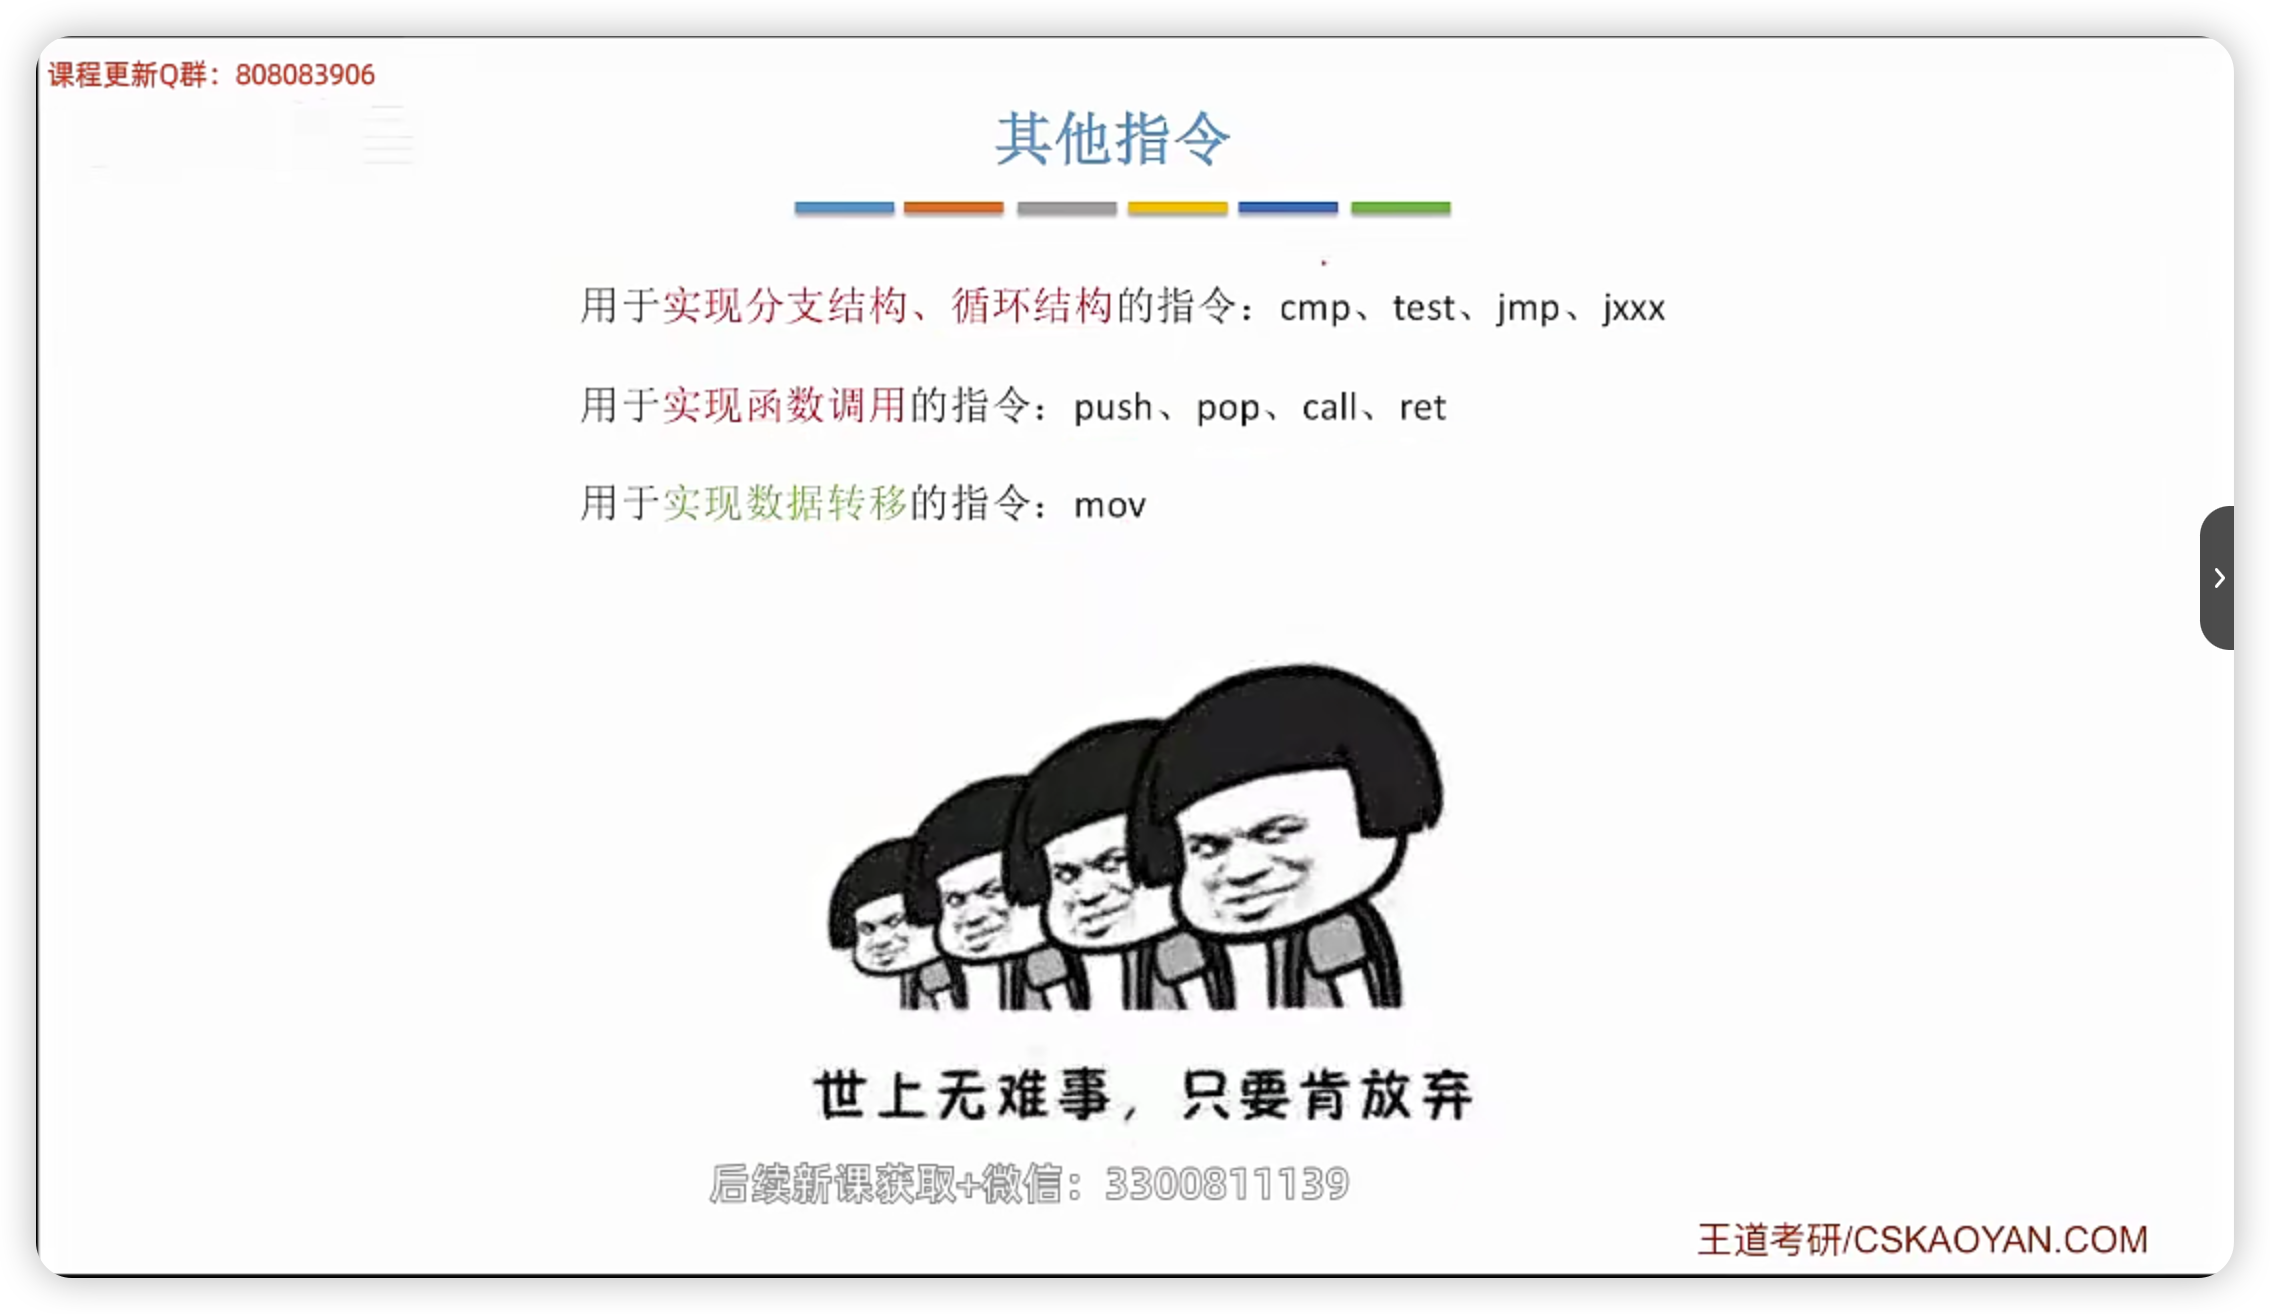 课程更新Q群：808083906
其他指令
用于实现分支结构、循环结构的指令：cmp、test、jmp、jxxx
用于实现函数调用的指令：push、pop、call、ret
用于实现数据转移的指令：mov
世上无难事，只要肯放弃
后续新课获取+微信：3300811139
王道考研/CSKAOYAN.COM